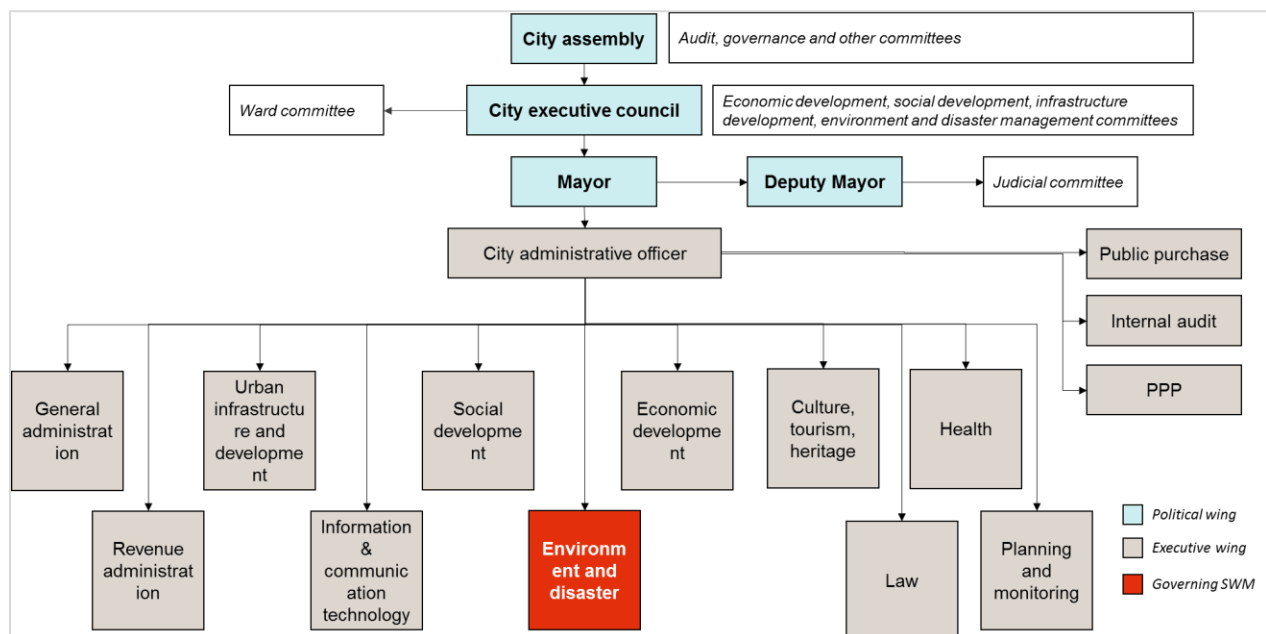 City assembly
Audit, governance and other committees
Ward committee
City executive council
Economic development, social development, infrastructure
development, environment and disaster management committees
Mayor
Deputy Mayor
Judicial committee
City administrative officer
Public purchase
Internal audit
PPP
General
administrat
ion
Urban
infrastructu
re and
developme
nt
Social
developme
nt
Economic
developme
nt
Culture,
tourism,
heritage
Health
Revenue
administrat
ion
Information
&
communic
ation
technology
Environm
ent and
disaster
Law
Planning
and
monitoring
Political wing
Executive wing
Governing SWM